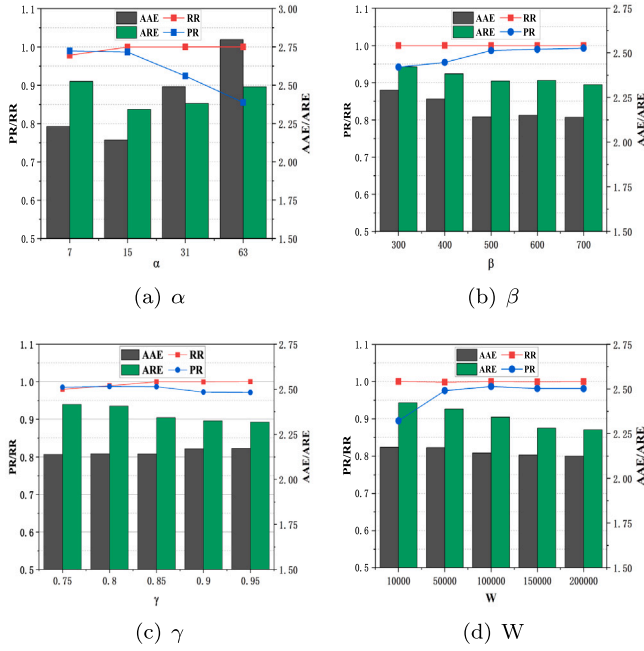 AAE RR
ARE PR
1.1
1.0
0.9
0.8
0.7
0.6
0.5
PR/RR
3.00
2.75
2.50
2.25
2.00
1.75
1.50
AAE/ARE
7 15 31 63
α
(a) α
AAE RR
ARE PR
1.1
1.0
0.9
0.8
0.7
0.6
0.5
PR/RR
2.75
2.50
2.25
2.00
1.75
1.50
AAE/ARE
300 400 500 600 700
β
(b) β
AAE RR
ARE PR
1.1
1.0
0.9
0.8
0.7
0.6
0.5
PR/RR
2.75
2.50
2.25
2.00
1.75
1.50
AAE/ARE
0.75 0.8 0.85 0.9 0.95
γ
(c) γ
AAE RR
ARE PR
1.1
1.0
0.9
0.8
0.7
0.6
0.5
PR/RR
2.75
2.50
2.25
2.00
1.75
1.50
AAE/ARE
10000 50000 100000 150000 200000
W
(d) W